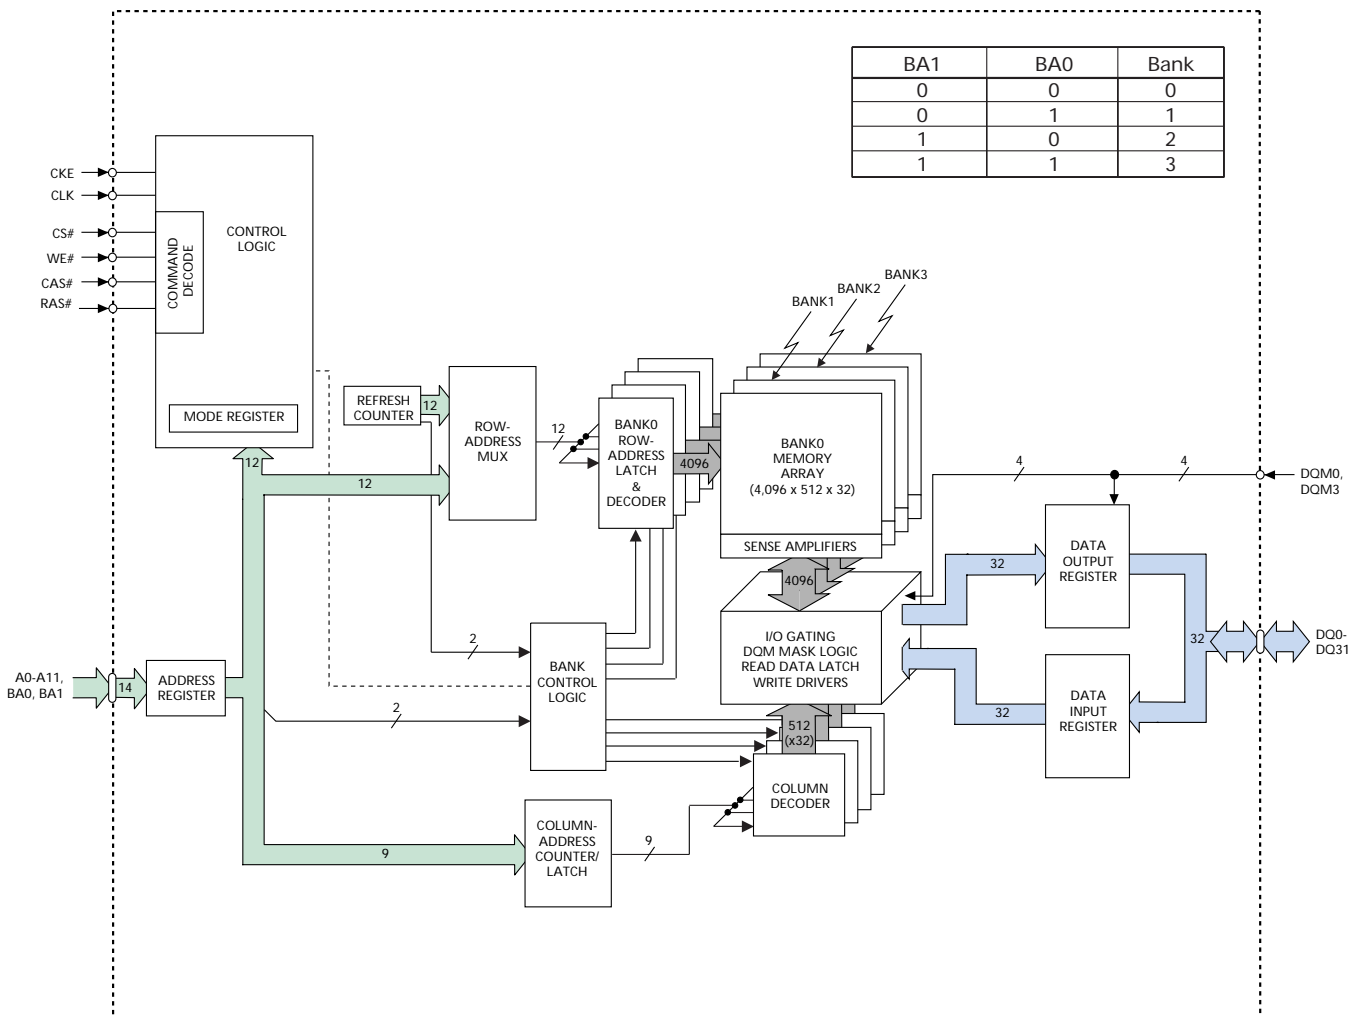 BA1 BA0 Bank
0 0 0
0 1 1
1 0 2
1 1 3
CKE
CLK
CS#
WE#
CAS#
RAS#
COMMAND
DECODE
CONTROL
LOGIC
MODE REGISTER
12
REFRESH
COUNTER
12
12
ROW-
ADDRESS
MUX
12
BANK0
ROW-
ADDRESS
LATCH
&
DECODER
4096
BANK1
BANK2
BANK3
BANK0
MEMORY
ARRAY
(4,096 x 512 x 32)
SENSE AMPLIFIERS
4096
I/O GATING
DQM MASK LOGIC
READ DATA LATCH
WRITE DRIVERS
4
4
DQM0,
DQM3
32
DATA
OUTPUT
REGISTER
32
DQ0-
DQ31
32
DATA
INPUT
REGISTER
A0-A11,
BA0, BA1
14
ADDRESS
REGISTER
2
2
BANK
CONTROL
LOGIC
512
(x32)
COLUMN
DECODER
9
COLUMN-
ADDRESS
COUNTER/
LATCH
9